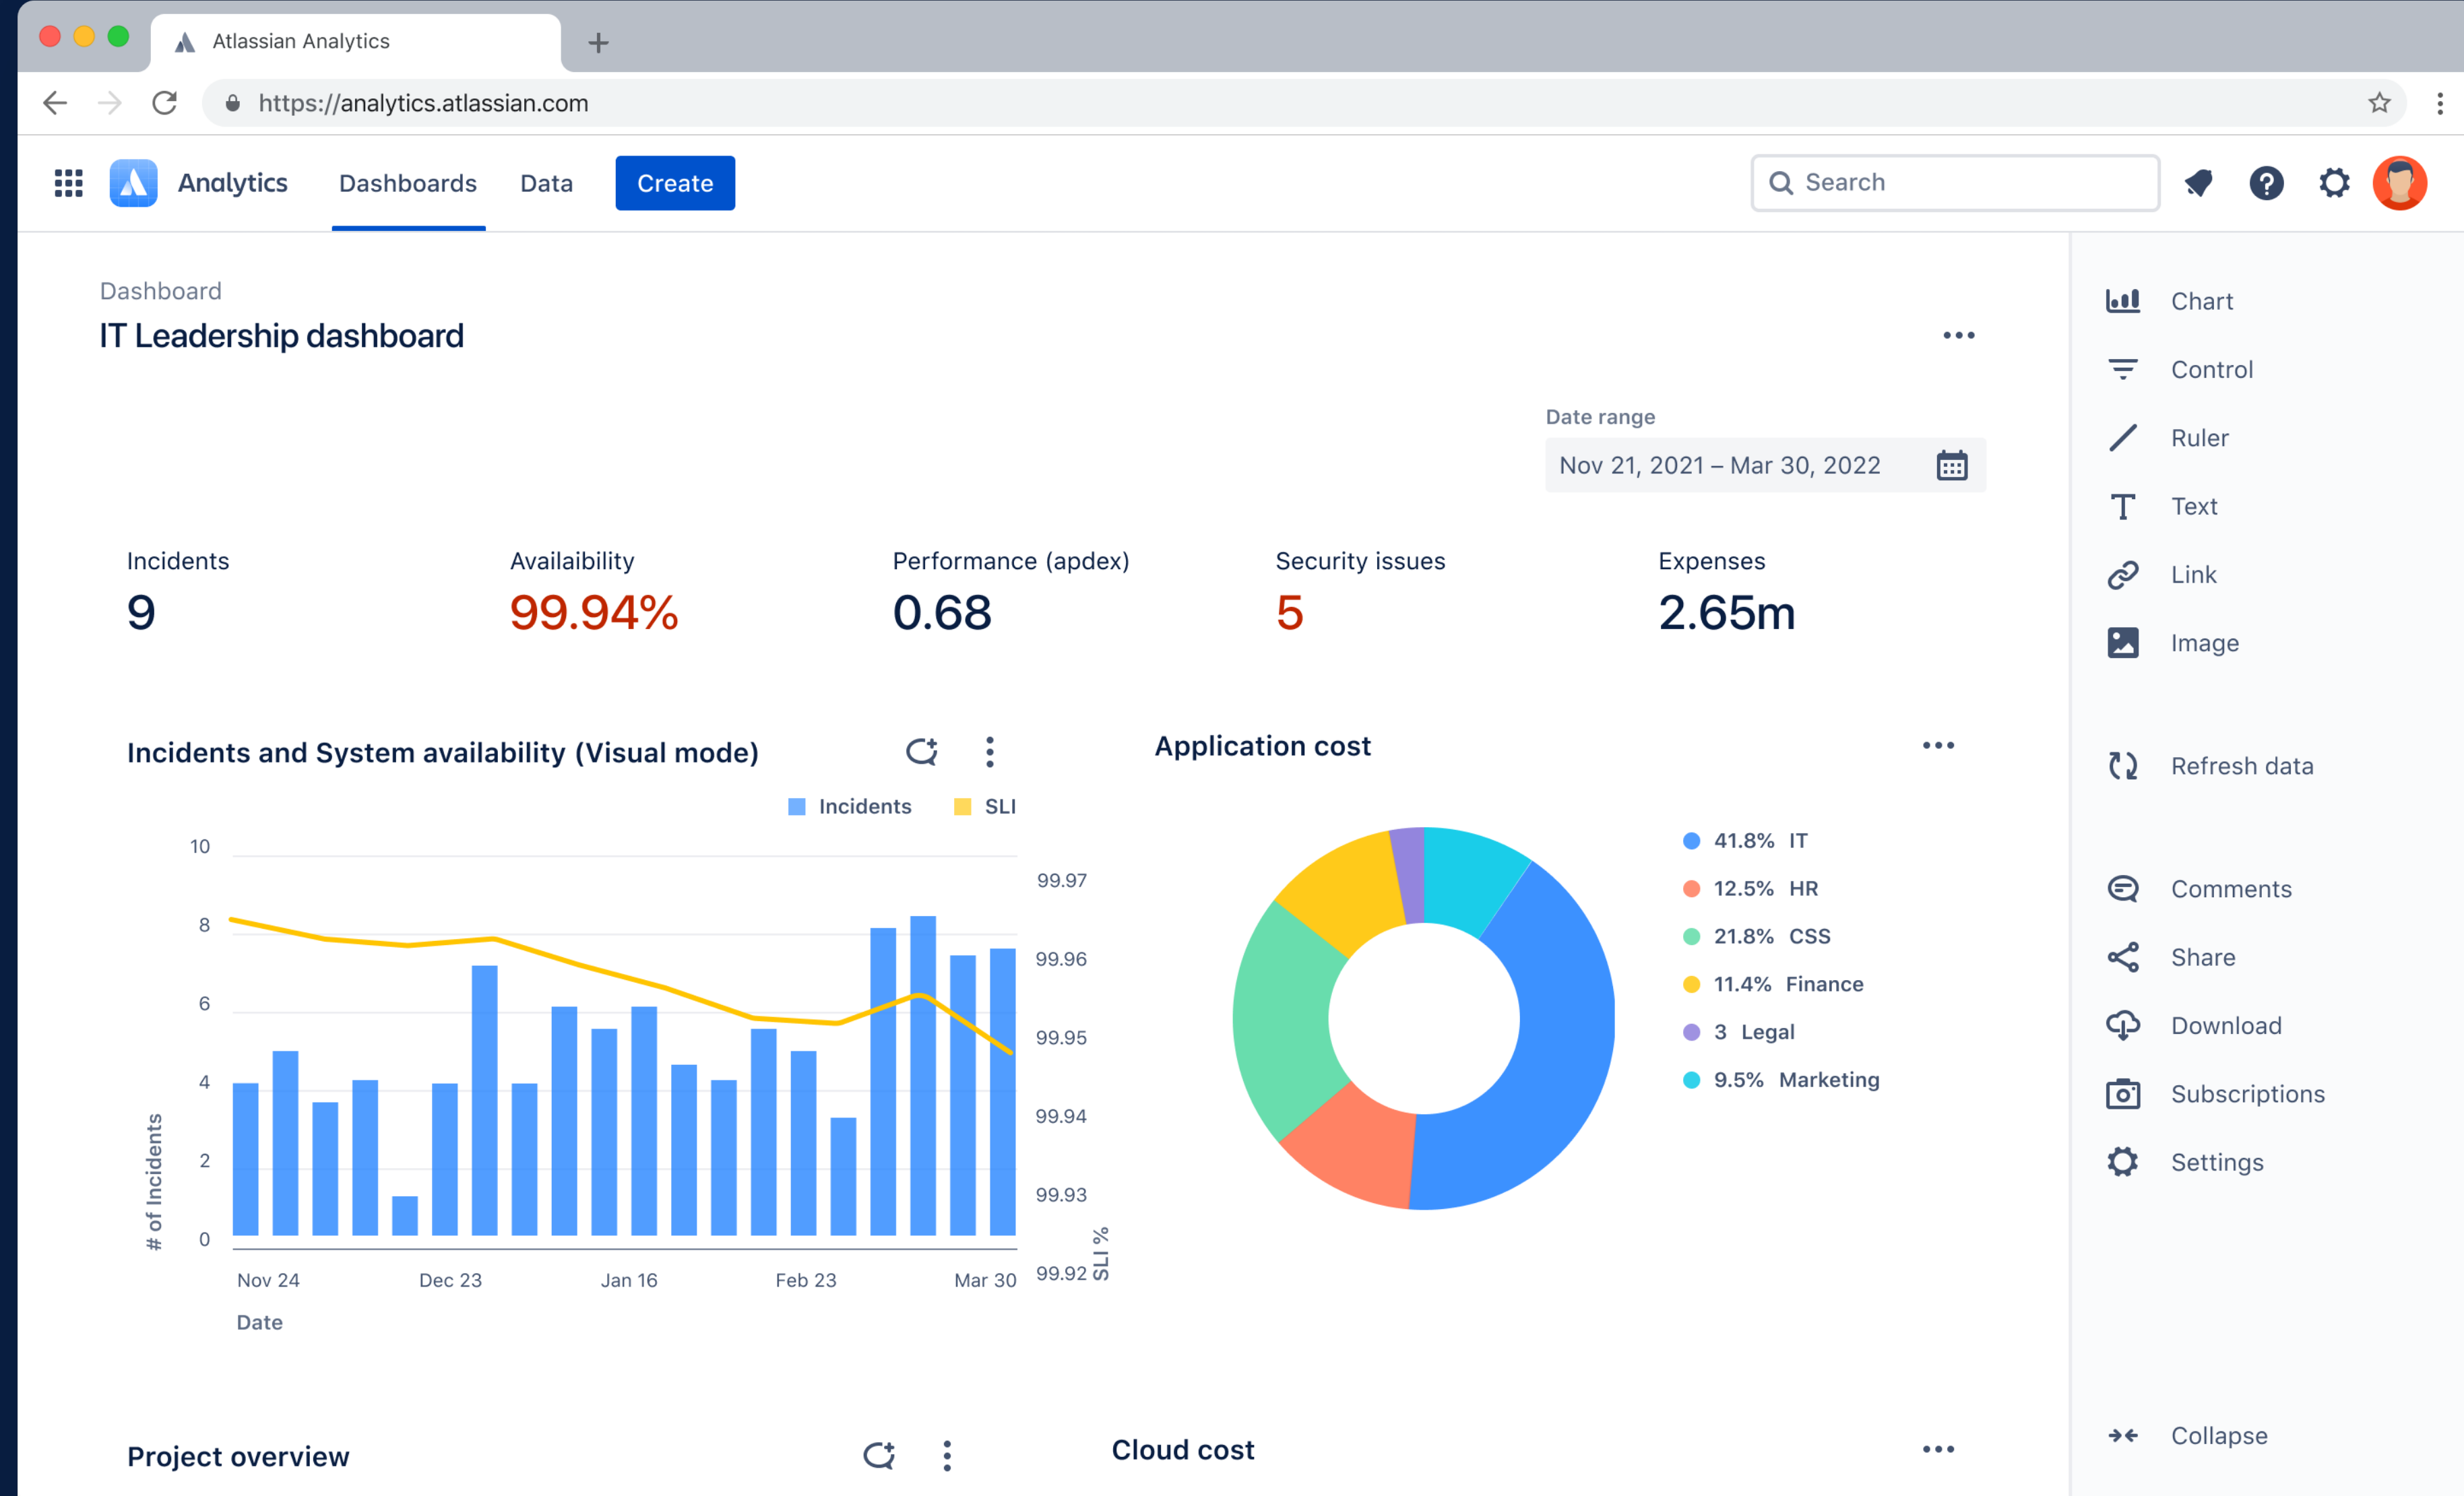 Atlassian Analytics
https://analytics.atlassian.com
Analytics Dashboards Data Create Search
Dashboard
IT Leadership dashboard
Date range
Nov 21, 2021 – Mar 30, 2022
Incidents
9
Availaibility
99.94%
Performance (apdex)
0.68
Security issues
5
Expenses
2.65m
Incidents and System availability (Visual mode)
Incidents SLI
10
8
6
4
2
0
# of Incidents
99.97
99.96
99.95
99.94
99.93
99.92
SLI %
Nov 24 Dec 23 Jan 16 Feb 23 Mar 30
Date
Application cost
41.8% IT
12.5% HR
21.8% CSS
11.4% Finance
3 Legal
9.5% Marketing
Project overview
Cloud cost
Chart
Control
Ruler
Text
Link
Image
Refresh data
Comments
Share
Download
Subscriptions
Settings
Collapse